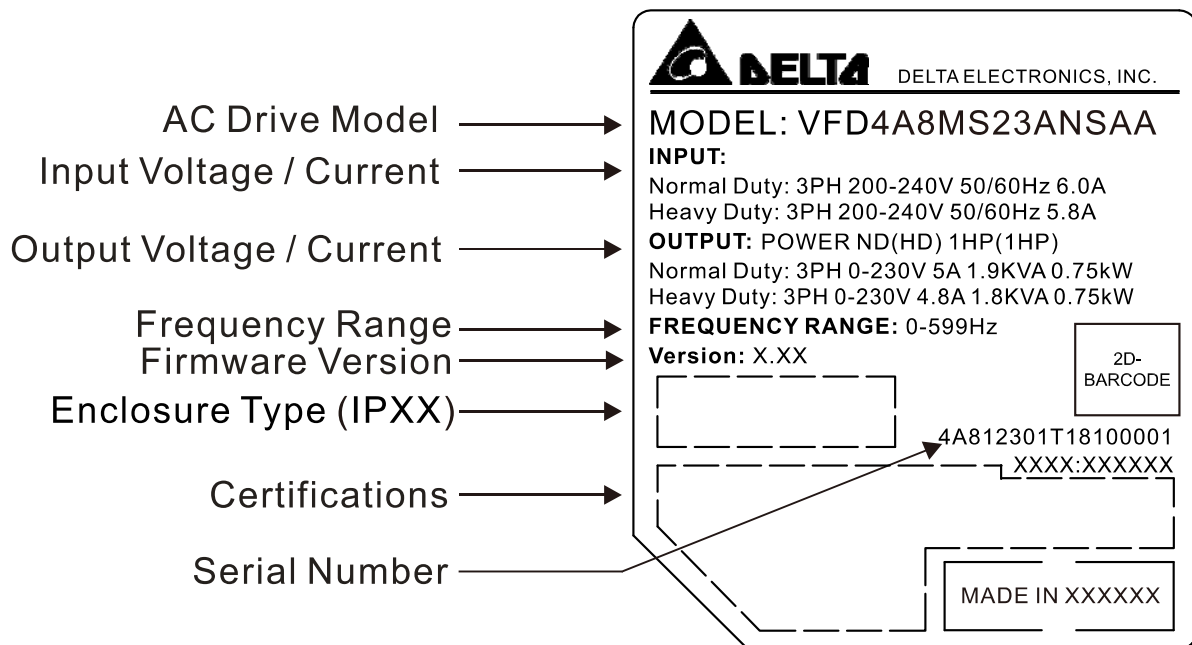 AC Drive Model
Input Voltage / Current
Output Voltage / Current
Frequency Range
Firmware Version
Enclosure Type (IPXX)
Certifications
Serial Number
DELTA DELTA ELECTRONICS, INC.
MODEL: VFD4A8MS23ANSAA
INPUT:
Normal Duty: 3PH 200-240V 50/60Hz 6.0A
Heavy Duty: 3PH 200-240V 50/60Hz 5.8A
OUTPUT: POWER ND(HD) 1HP(1HP)
Normal Duty: 3PH 0-230V 5A 1.9KVA 0.75kW
Heavy Duty: 3PH 0-230V 4.8A 1.8KVA 0.75kW
FREQUENCY RANGE: 0-599Hz
Version: X.XX
2D-
BARCODE
4A812301T18100001
XXXX:XXXXXX
MADE IN XXXXXX